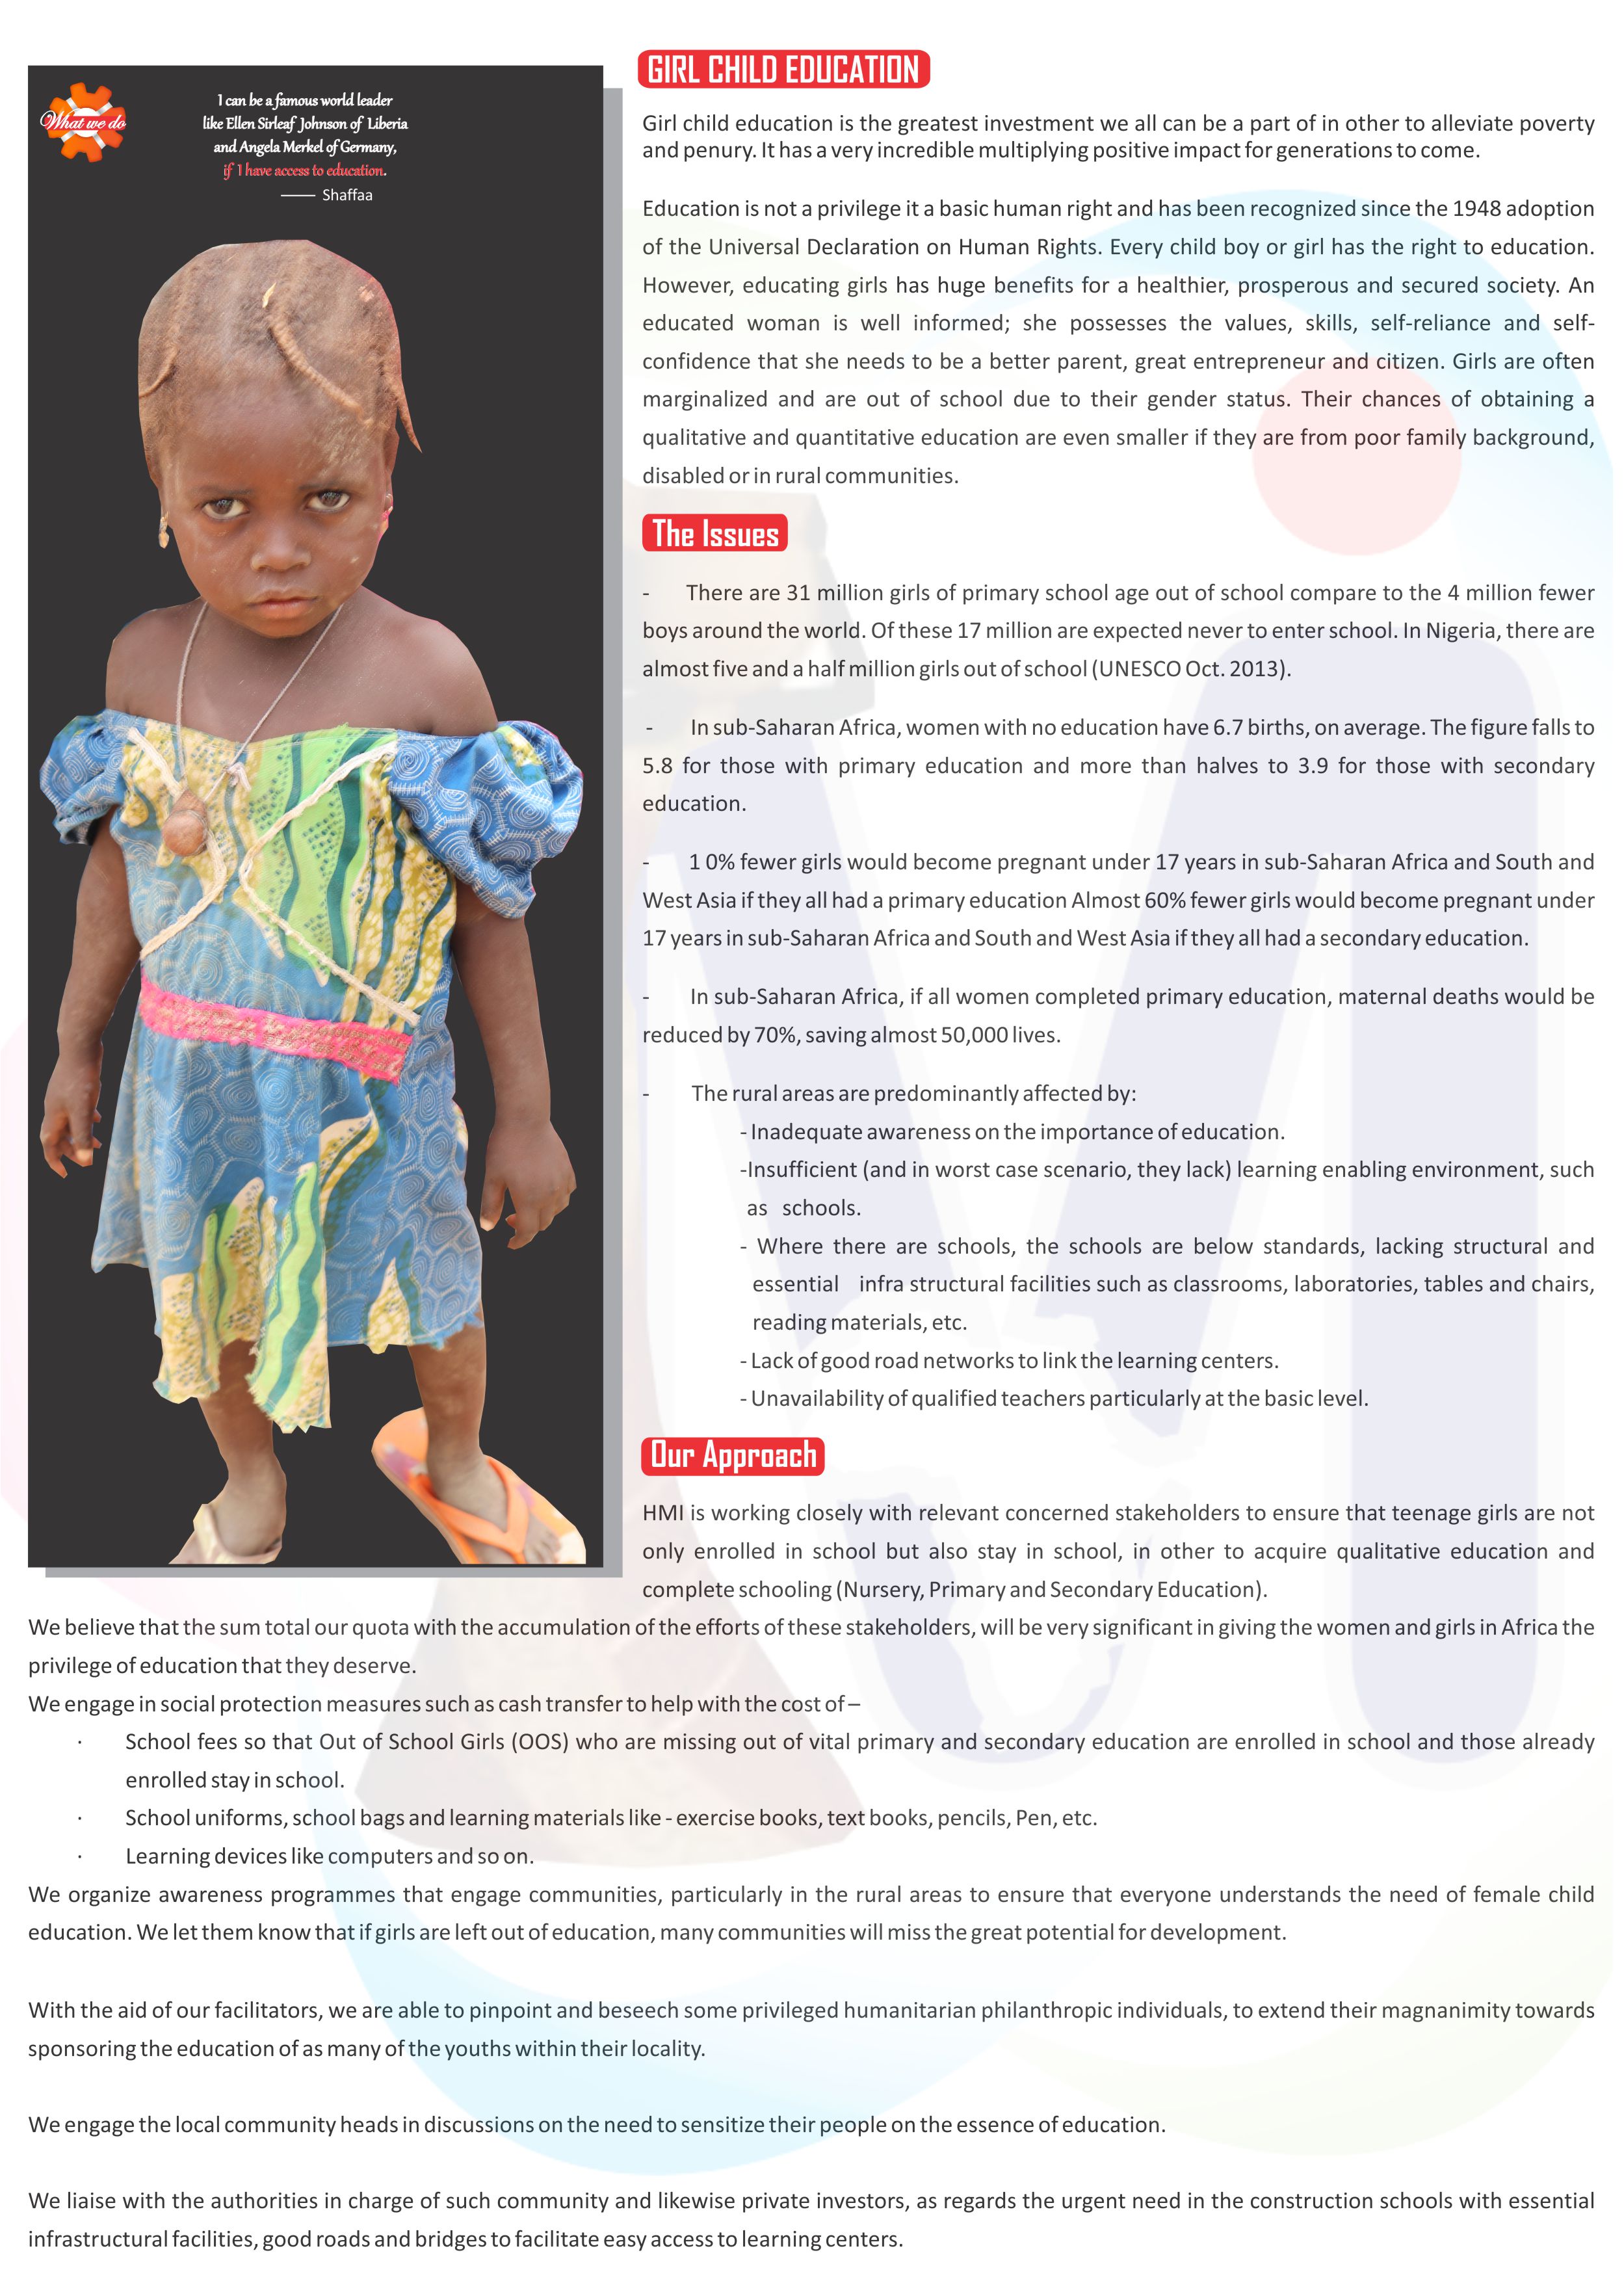 What we do
I can be a famous world leader
like Ellen Sirleaf Johnson of Liberia
and Angela Merkel of Germany,
if I have access to education.
—— Shaffaa
GIRL CHILD EDUCATION
Girl child education is the greatest investment we all can be a part of in other to alleviate poverty
and penury. It has a very incredible multiplying positive impact for generations to come.
Education is not a privilege it a basic human right and has been recognized since the 1948 adoption
of the Universal Declaration on Human Rights. Every child boy or girl has the right to education.
However, educating girls has huge benefits for a healthier, prosperous and secured society. An
educated woman is well informed; she possesses the values, skills, self-reliance and self-
confidence that she needs to be a better parent, great entrepreneur and citizen. Girls are often
marginalized and are out of school due to their gender status. Their chances of obtaining a
qualitative and quantitative education are even smaller if they are from poor family background,
disabled or in rural communities.
The Issues
- There are 31 million girls of primary school age out of school compare to the 4 million fewer
boys around the world. Of these 17 million are expected never to enter school. In Nigeria, there are
almost five and a half million girls out of school (UNESCO Oct. 2013).
- In sub-Saharan Africa, women with no education have 6.7 births, on average. The figure falls to
5.8 for those with primary education and more than halves to 3.9 for those with secondary
education.
- 1 0% fewer girls would become pregnant under 17 years in sub-Saharan Africa and South and
West Asia if they all had a primary education Almost 60% fewer girls would become pregnant under
17 years in sub-Saharan Africa and South and West Asia if they all had a secondary education.
- In sub-Saharan Africa, if all women completed primary education, maternal deaths would be
reduced by 70%, saving almost 50,000 lives.
- The rural areas are predominantly affected by:
- Inadequate awareness on the importance of education.
-Insufficient (and in worst case scenario, they lack) learning enabling environment, such
as schools.
- Where there are schools, the schools are below standards, lacking structural and
essential infra structural facilities such as classrooms, laboratories, tables and chairs,
reading materials, etc.
- Lack of good road networks to link the learning centers.
- Unavailability of qualified teachers particularly at the basic level.
Our Approach
HMI is working closely with relevant concerned stakeholders to ensure that teenage girls are not
only enrolled in school but also stay in school, in other to acquire qualitative education and
complete schooling (Nursery, Primary and Secondary Education).
We believe that the sum total our quota with the accumulation of the efforts of these stakeholders, will be very significant in giving the women and girls in Africa the
privilege of education that they deserve.
We engage in social protection measures such as cash transfer to help with the cost of –
· School fees so that Out of School Girls (OOS) who are missing out of vital primary and secondary education are enrolled in school and those already
enrolled stay in school.
· School uniforms, school bags and learning materials like - exercise books, text books, pencils, Pen, etc.
· Learning devices like computers and so on.
We organize awareness programmes that engage communities, particularly in the rural areas to ensure that everyone understands the need of female child
education. We let them know that if girls are left out of education, many communities will miss the great potential for development.
With the aid of our facilitators, we are able to pinpoint and beseech some privileged humanitarian philanthropic individuals, to extend their magnanimity towards
sponsoring the education of as many of the youths within their locality.
We engage the local community heads in discussions on the need to sensitize their people on the essence of education.
We liaise with the authorities in charge of such community and likewise private investors, as regards the urgent need in the construction schools with essential
infrastructural facilities, good roads and bridges to facilitate easy access to learning centers.